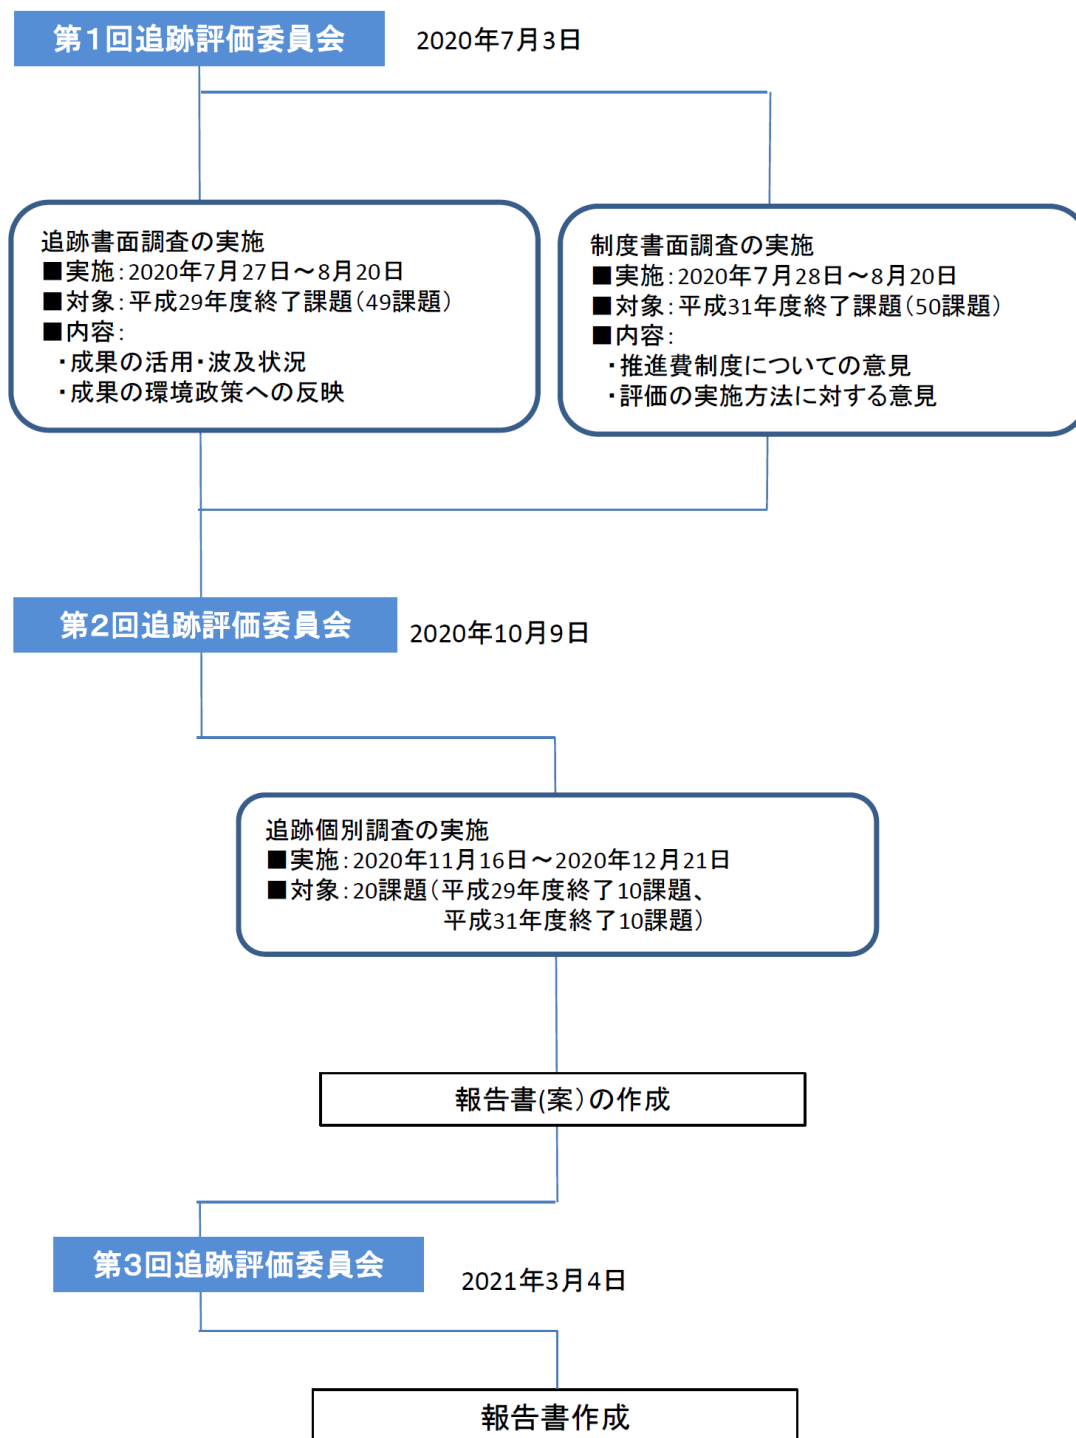 第1回追跡評価委員会
2020年7月3日
追跡書面調査の実施
■実施:2020年7月27日～8月20日
■対象:平成29年度終了課題(49課題)
■内容:
・成果の活用・波及状況
・成果の環境政策への反映
制度書面調査の実施
■実施:2020年7月28日～8月20日
■対象:平成31年度終了課題(50課題)
■内容:
・推進費制度についての意見
・評価の実施方法に対する意見
第2回追跡評価委員会
2020年10月9日
追跡個別調査の実施
■実施:2020年11月16日～2020年12月21日
■対象:20課題(平成29年度終了10課題、
平成31年度終了10課題)
報告書(案)の作成
第3回追跡評価委員会
2021年3月4日
報告書作成